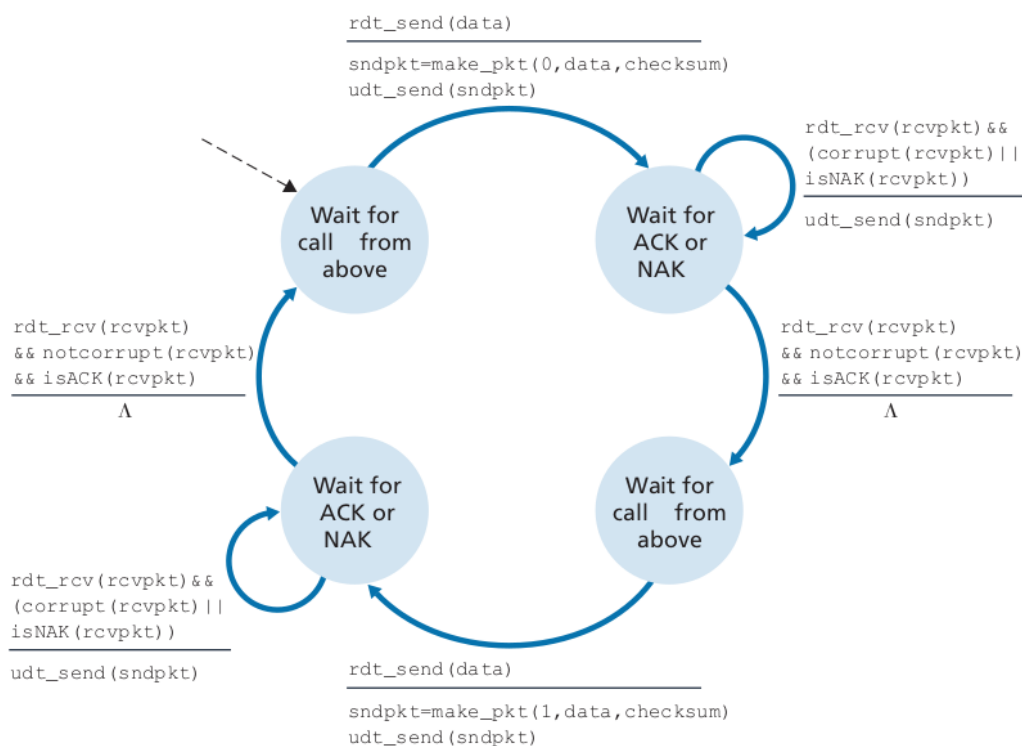 rdt_send(data)
sndpkt=make_pkt(0,data,checksum)
udt_send(sndpkt)
rdt_rcv(rcvpkt)&&
(corrupt(rcvpkt)||
isNAK(rcvpkt))
udt_send(sndpkt)
Wait for
call from
above
Wait for
ACK or
NAK
rdt_rcv(rcvpkt)
&& notcorrupt(rcvpkt)
&& isACK(rcvpkt)
Λ
rdt_rcv(rcvpkt)
&& notcorrupt(rcvpkt)
&& isACK(rcvpkt)
Λ
Wait for
ACK or
NAK
Wait for
call from
above
rdt_rcv(rcvpkt)&&
(corrupt(rcvpkt)||
isNAK(rcvpkt))
udt_send(sndpkt)
rdt_send(data)
sndpkt=make_pkt(1,data,checksum)
udt_send(sndpkt)